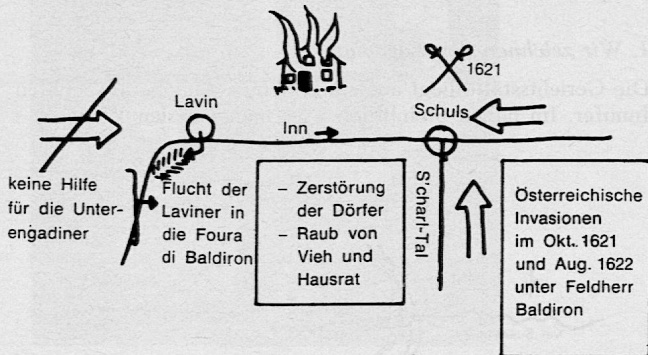 1621
Lavin
Schuls
Inn
keine Hilfe
für die Unter-
engadiner
Flucht der
Laviner in
die Foura
di Baldiron
– Zerstörung
der Dörfer
– Raub von
Vieh und
Hausrat
S'charl-Tal
Österreichische
Invasionen
im Okt. 1621
und Aug. 1622
unter Feldherr
Baldiron